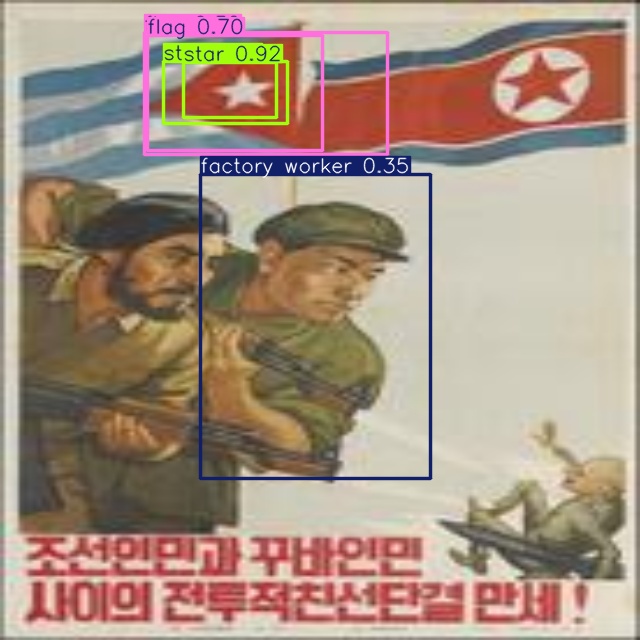 flag 0.70
ststar 0.92
factory worker 0.35
조선인민과 꾸바인민
사이의 전투적친선단결 만세!